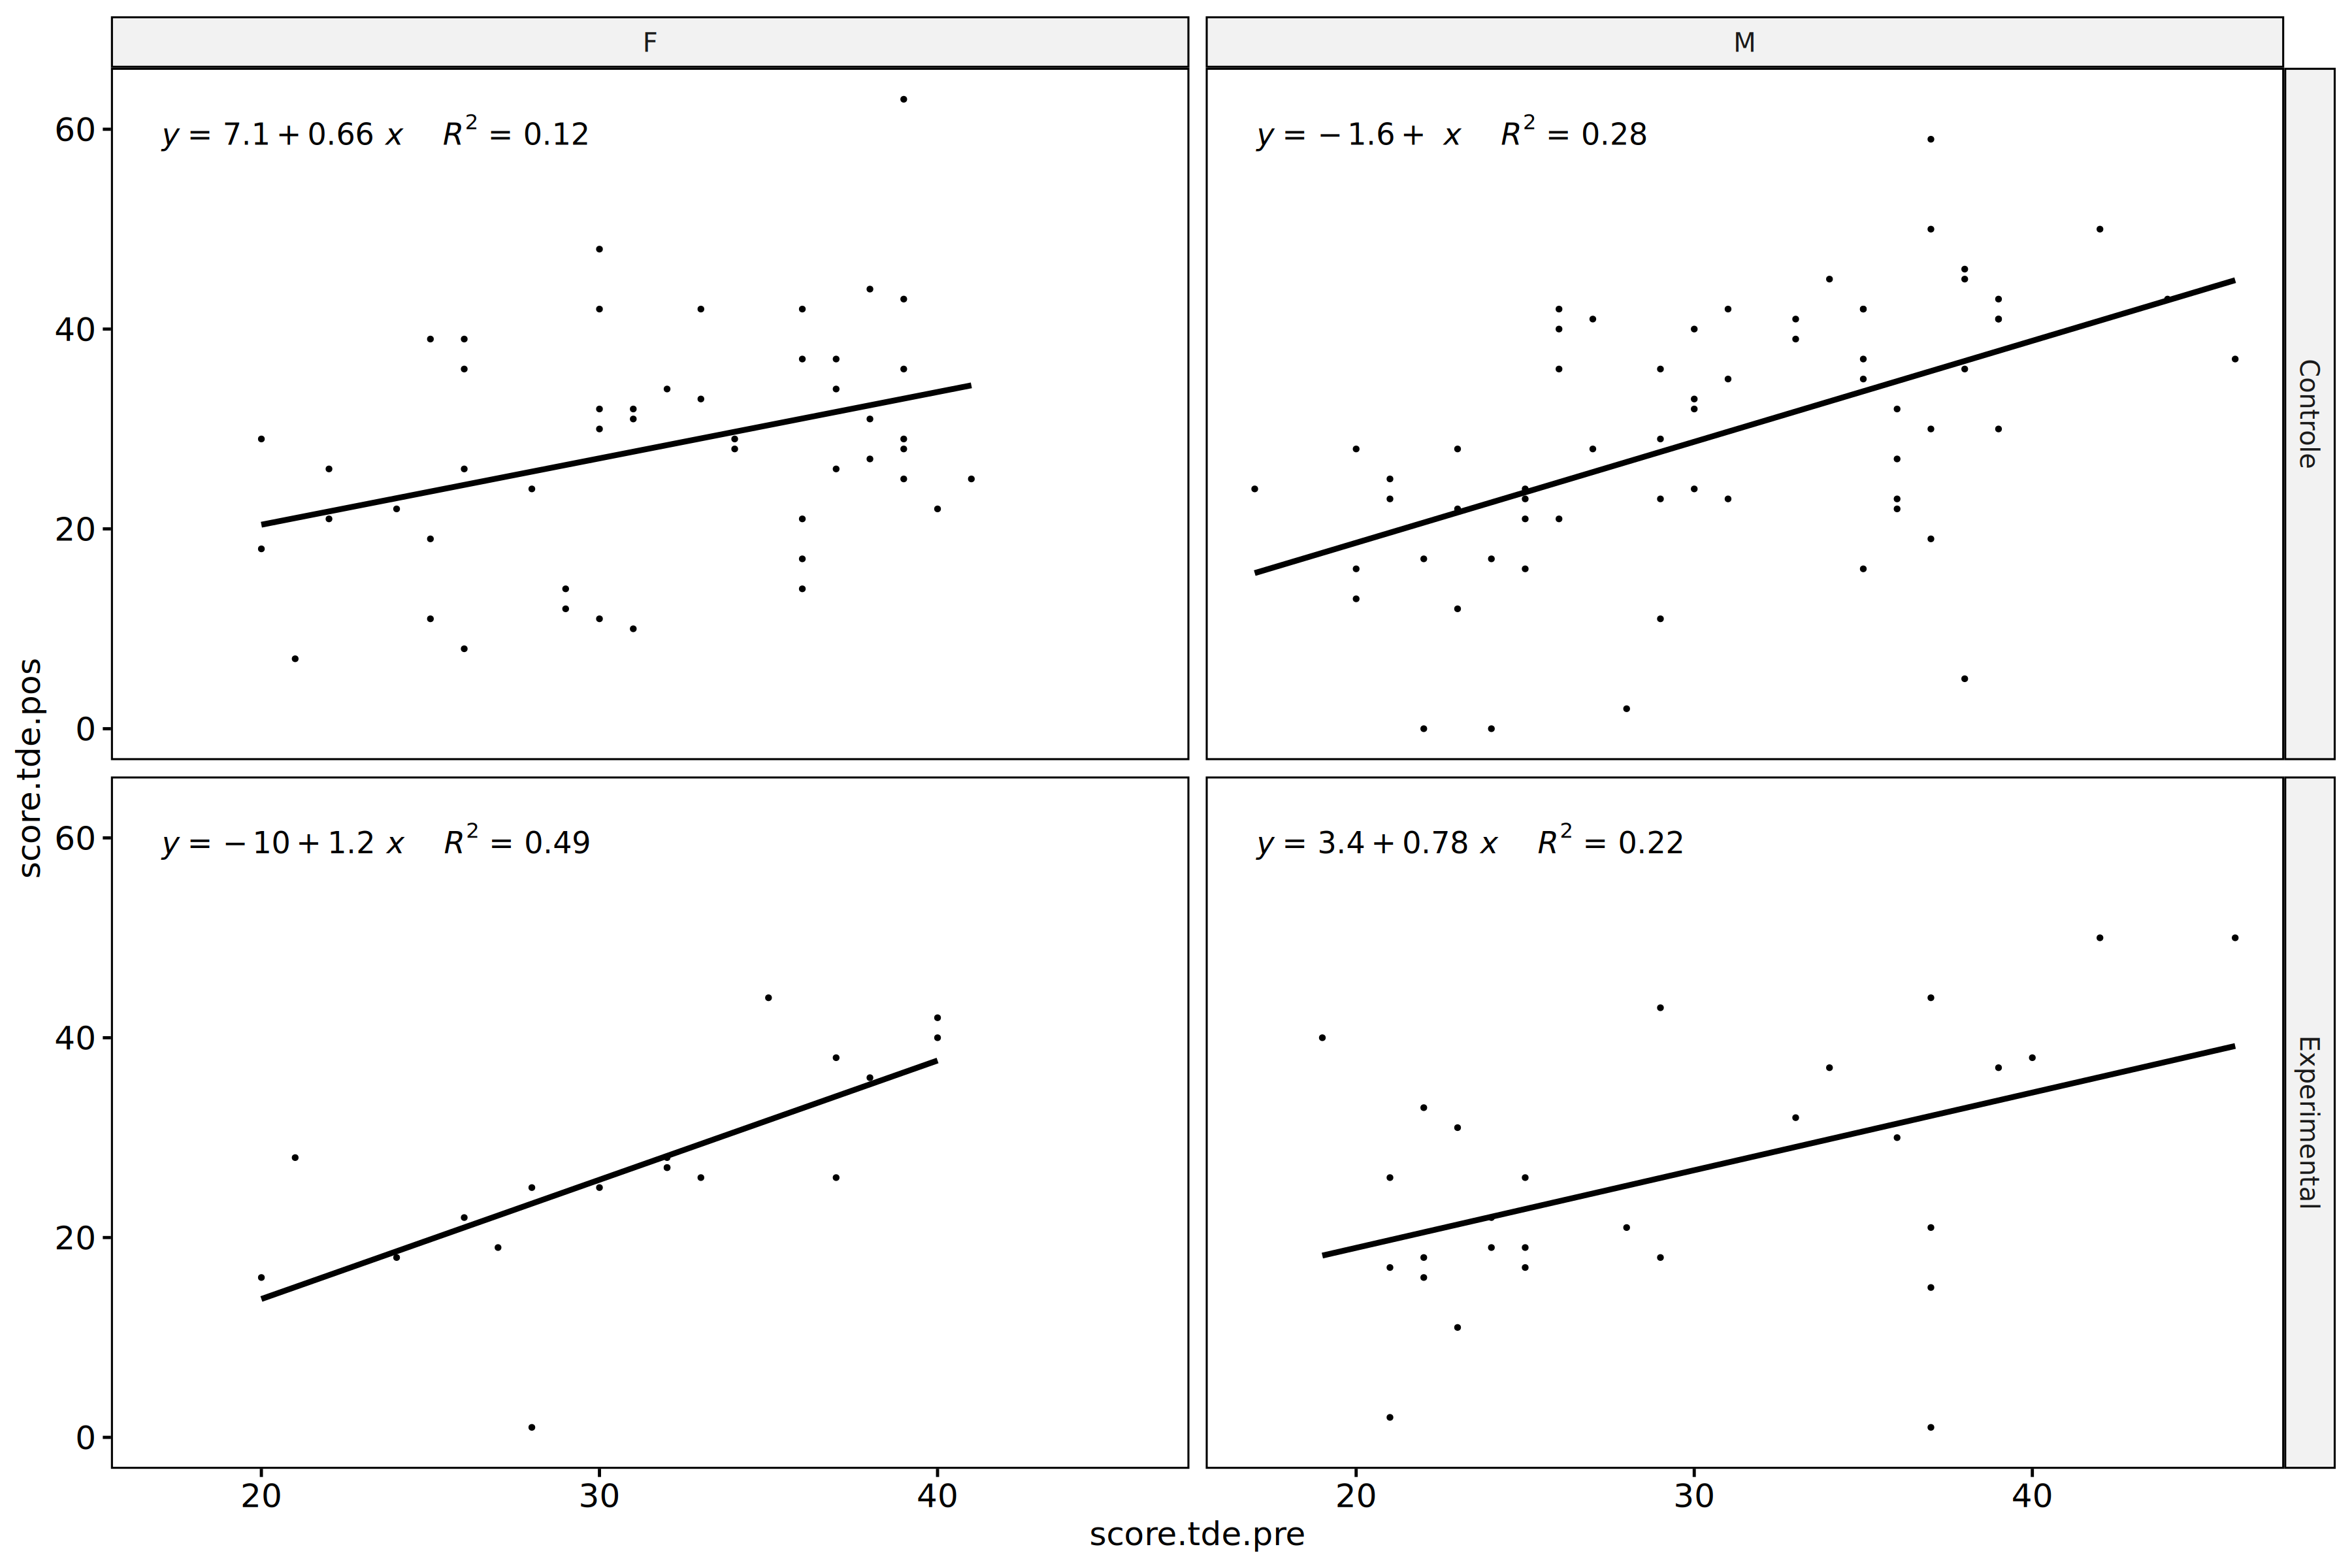 F
M
y = 7.1 + 0.66 x R² = 0.12
y = − 1.6 + x R² = 0.28
60
40
20
0
Controle
score.tde.pos
y = − 10 + 1.2 x R² = 0.49
y = 3.4 + 0.78 x R² = 0.22
60
40
20
0
Experimental
20 30 40
20 30 40
score.tde.pre